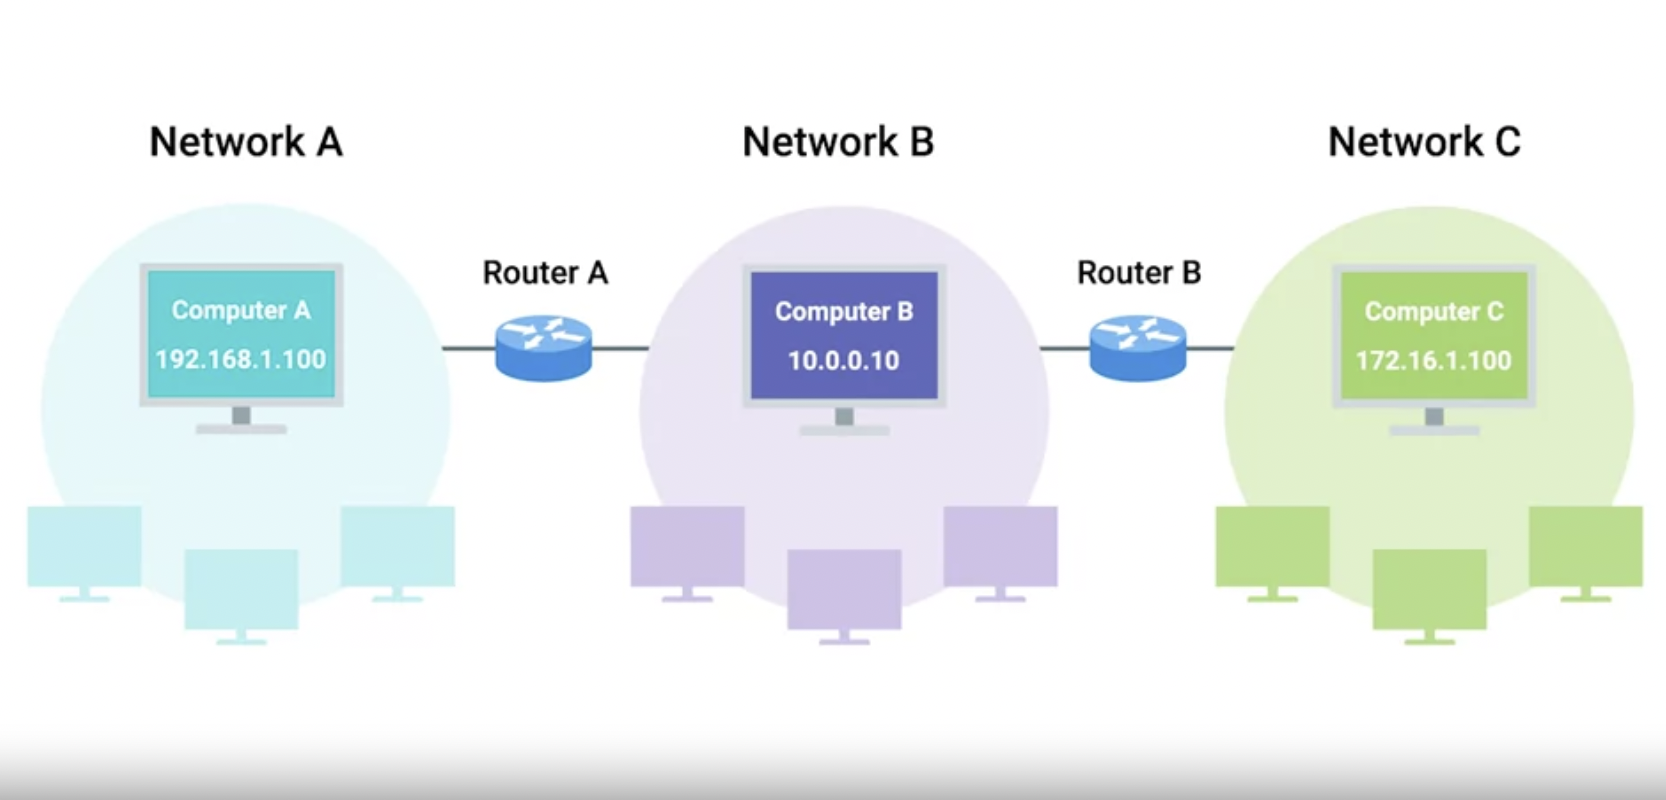 Network A
Network B
Network C
Router A
Router B
Computer A
192.168.1.100
Computer B
10.0.0.10
Computer C
172.16.1.100